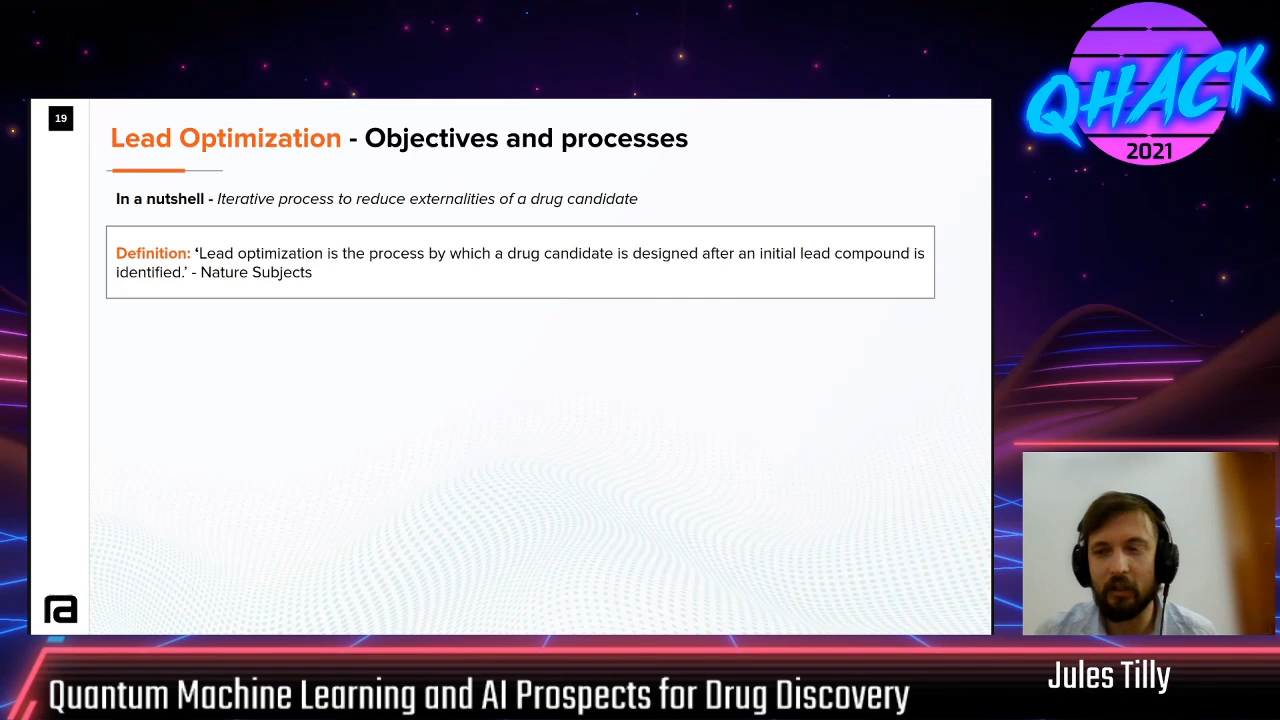 QHACK
2021
19
Lead Optimization - Objectives and processes
In a nutshell - Iterative process to reduce externalities of a drug candidate
Definition: ‘Lead optimization is the process by which a drug candidate is designed after an initial lead compound is
identified.’ - Nature Subjects
ra
Jules Tilly
Quantum Machine Learning and AI Prospects for Drug Discovery